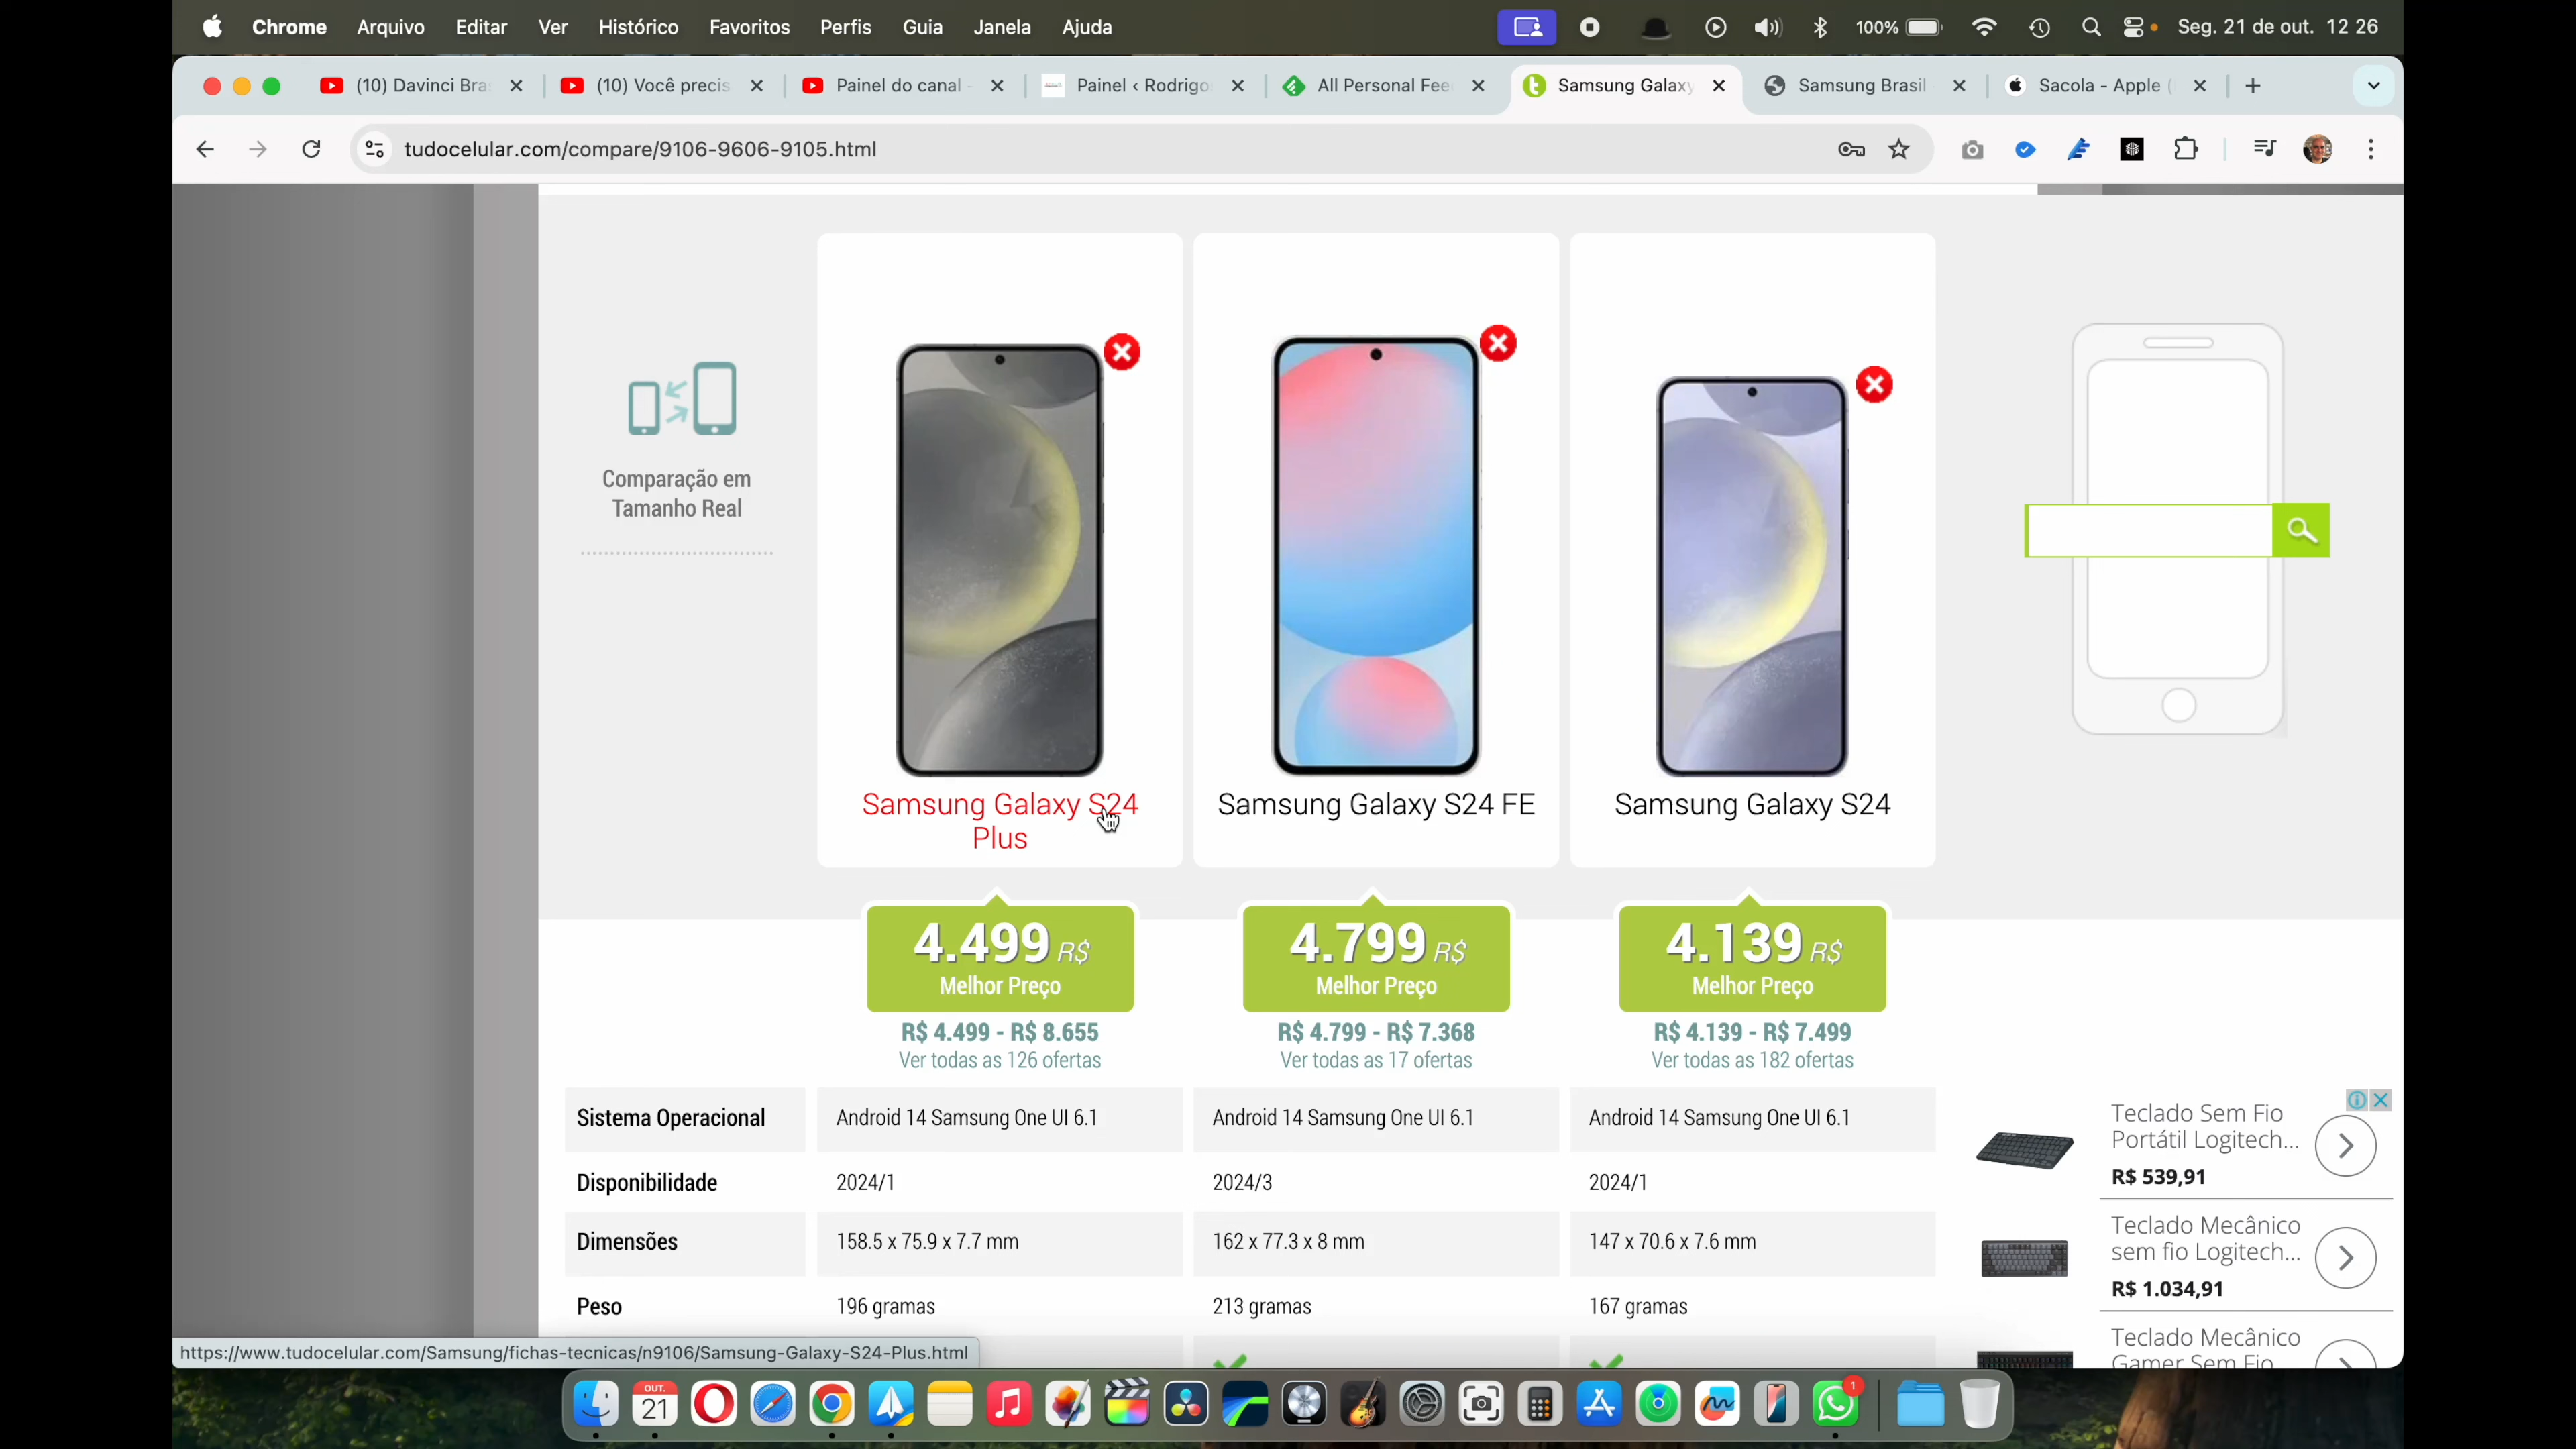 Chrome Arquivo Editar Ver Histórico Favoritos Perfis Guia Janela Ajuda 100% Seg. 21 de out. 12 26
(10) Davinci Bra (10) Você precis Painel do canal - Painel ‹ Rodrigo All Personal Fee Samsung Galaxy Samsung Brasil Sacola - Apple (
tudocelular.com/compare/9106-9606-9105.html
Comparação em
Tamanho Real
Samsung Galaxy S24
Plus
Samsung Galaxy S24 FE
Samsung Galaxy S24
4.499 R$
Melhor Preço
R$ 4.499 - R$ 8.655
Ver todas as 126 ofertas
4.799 R$
Melhor Preço
R$ 4.799 - R$ 7.368
Ver todas as 17 ofertas
4.139 R$
Melhor Preço
R$ 4.139 - R$ 7.499
Ver todas as 182 ofertas
Sistema Operacional Android 14 Samsung One UI 6.1 Android 14 Samsung One UI 6.1 Android 14 Samsung One UI 6.1
Disponibilidade 2024/1 2024/3 2024/1
Dimensões 158.5 x 75.9 x 7.7 mm 162 x 77.3 x 8 mm 147 x 70.6 x 7.6 mm
Peso 196 gramas 213 gramas 167 gramas
Teclado Sem Fio
Portátil Logitech...
R$ 539,91
Teclado Mecânico
sem fio Logitech...
R$ 1.034,91
Teclado Mecânico
Gamer Sem Fio
https://www.tudocelular.com/Samsung/fichas-tecnicas/n9106/Samsung-Galaxy-S24-Plus.html
OUT.
21
1